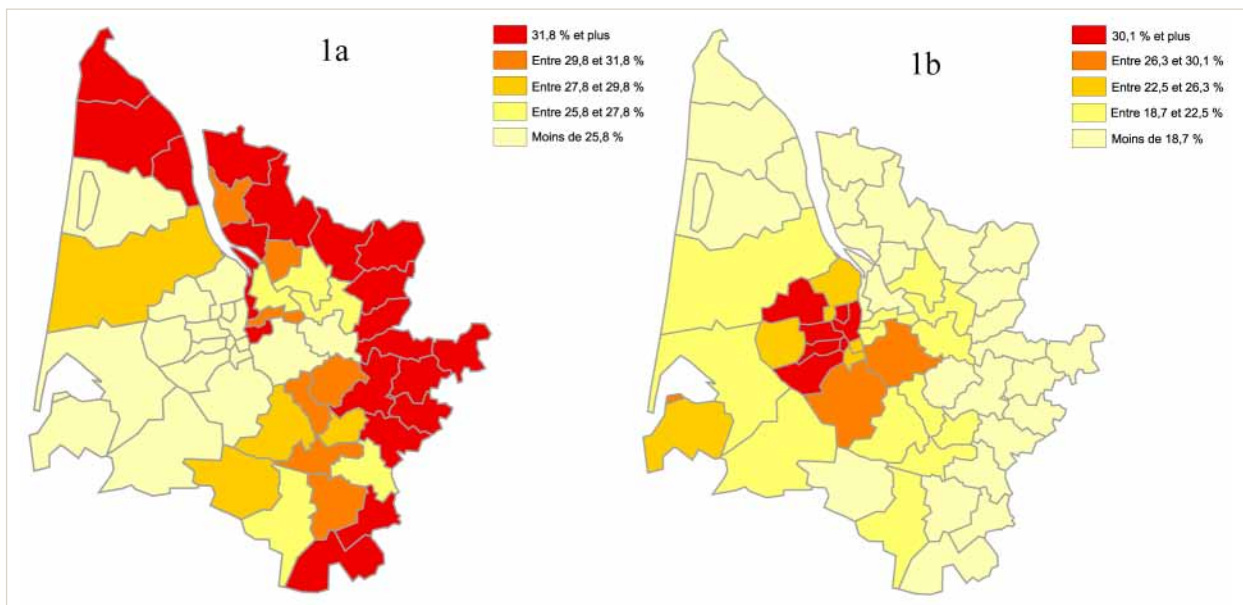 1a
31,8 % et plus
Entre 29,8 et 31,8 %
Entre 27,8 et 29,8 %
Entre 25,8 et 27,8 %
Moins de 25,8 %
1b
30,1 % et plus
Entre 26,3 et 30,1 %
Entre 22,5 et 26,3 %
Entre 18,7 et 22,5 %
Moins de 18,7 %